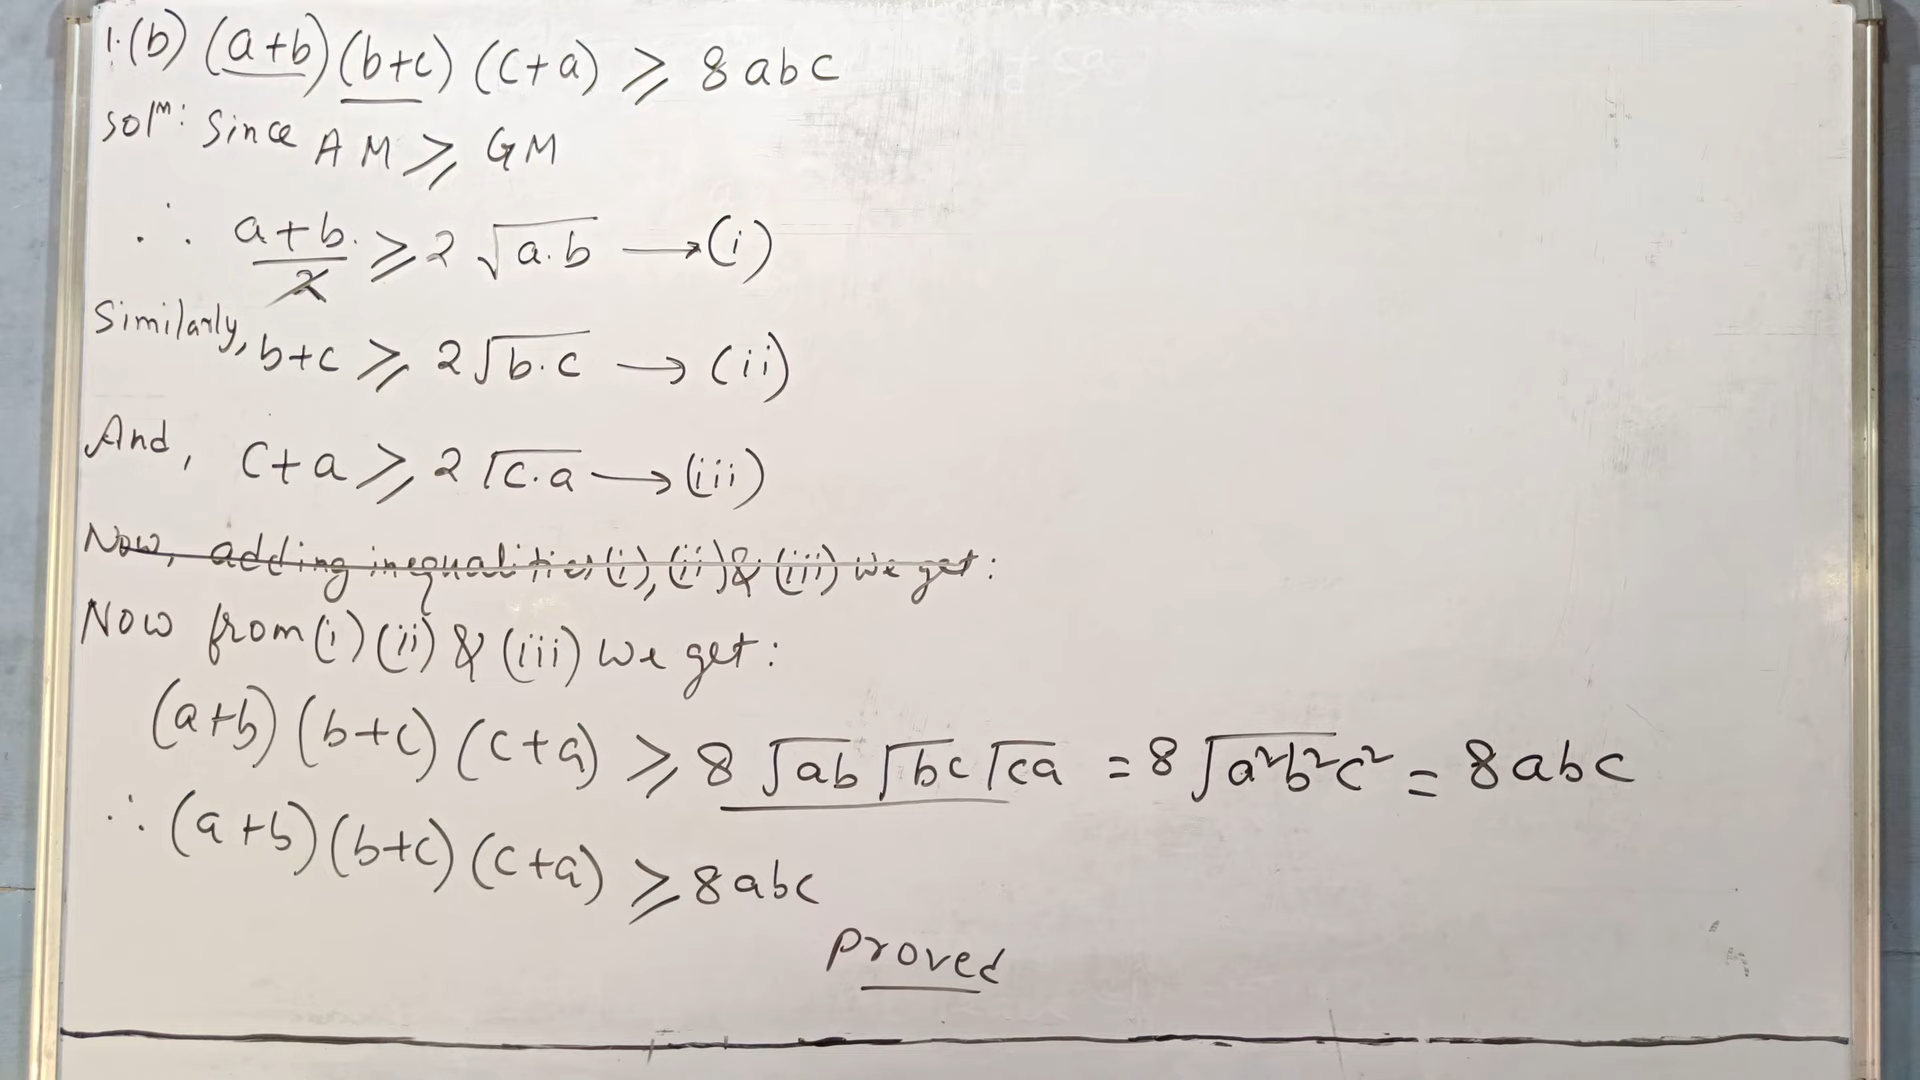 1.(b) (a+b)(b+c)(c+a) ⩾ 8abc
Solⁿ: Since AM ⩾ GM
∴ a+b/2 ⩾ 2√a.b ⟶(i)
Similarly, b+c ⩾ 2√b.c ⟶ (ii)
And, c+a ⩾ 2√c.a ⟶ (iii)
Now, adding inequalities (i), (ii) & (iii) we get:
Now from (i) (ii) & (iii) we get:
(a+b)(b+c)(c+a) ⩾ 8√ab√bc√ca = 8√a²b²c² = 8abc
∴ (a+b)(b+c)(c+a) ⩾ 8abc
Proved